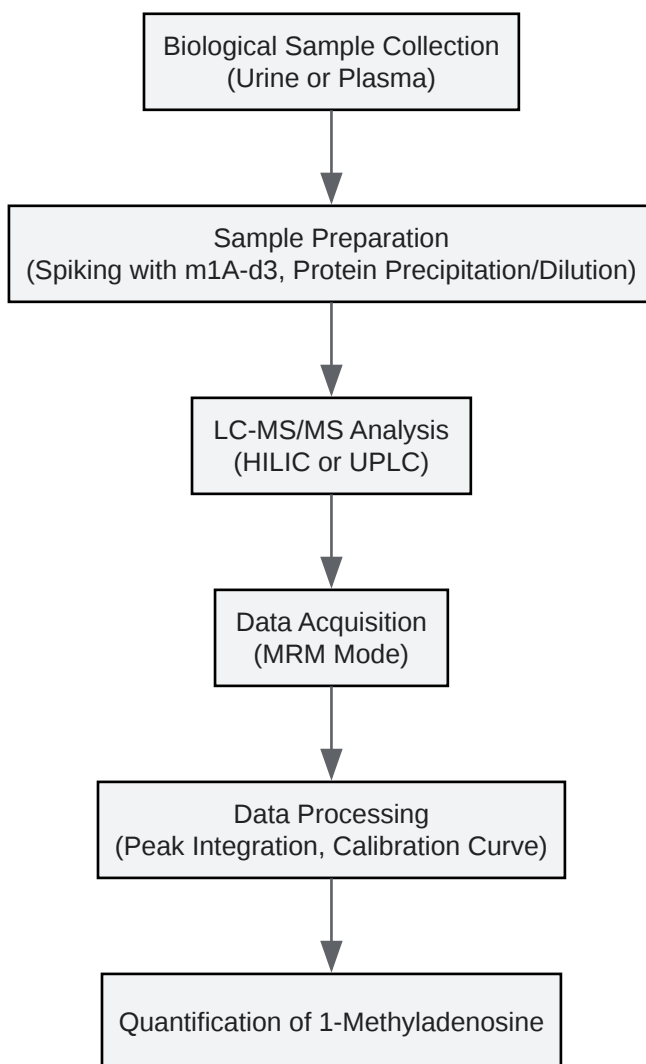 Biological Sample Collection
(Urine or Plasma)
Sample Preparation
(Spiking with m1A-d3, Protein Precipitation/Dilution)
LC-MS/MS Analysis
(HILIC or UPLC)
Data Acquisition
(MRM Mode)
Data Processing
(Peak Integration, Calibration Curve)
Quantification of 1-Methyladenosine